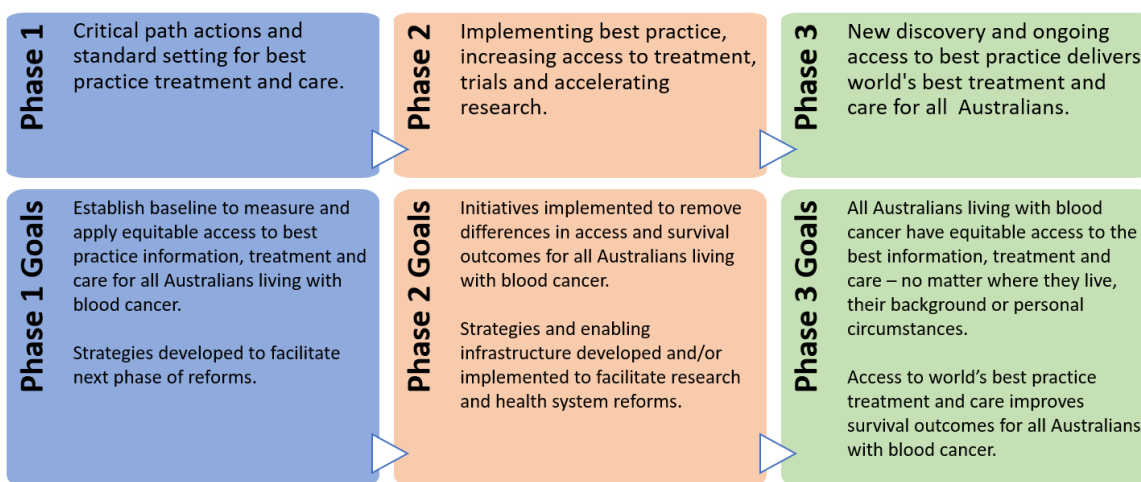 Phase 1
Critical path actions and
standard setting for best
practice treatment and care.
Phase 2
Implementing best practice,
increasing access to treatment,
trials and accelerating
research.
Phase 3
New discovery and ongoing
access to best practice delivers
world's best treatment and
care for all Australians.
Phase 1 Goals
Establish baseline to measure and
apply equitable access to best
practice information, treatment and
care for all Australians living with
blood cancer.
Strategies developed to facilitate
next phase of reforms.
Phase 2 Goals
Initiatives implemented to remove
differences in access and survival
outcomes for all Australians living
with blood cancer.
Strategies and enabling
infrastructure developed and/or
implemented to facilitate research
and health system reforms.
Phase 3 Goals
All Australians living with blood
cancer have equitable access to the
best information, treatment and
care – no matter where they live,
their background or personal
circumstances.
Access to world’s best practice
treatment and care improves
survival outcomes for all Australians
with blood cancer.